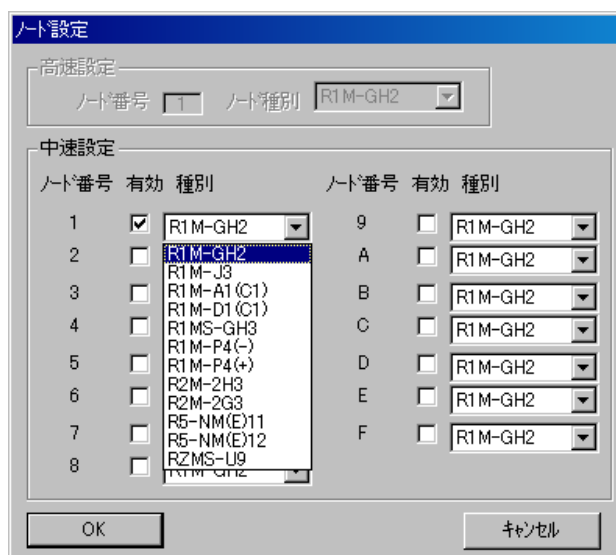 ノード設定
高速設定
ノード番号 1 ノード種別 R1M-GH2
中速設定
ノード番号 有効 種別 ノード番号 有効 種別
1 R1M-GH2 9 R1M-GH2
2 R1M-GH2 A R1M-GH2
R1M-J3
3 R1M-A1(C1) B R1M-GH2
R1M-D1(C1)
4 R1MS-GH3 C R1M-GH2
R1M-P4(-)
5 R1M-P4(+) D R1M-GH2
R2M-2H3
6 R2M-2G3 E R1M-GH2
R5-NM(E)11
7 R5-NM(E)12 F R1M-GH2
RZMS-U9
8 R1M-GH2
OK キャンセル